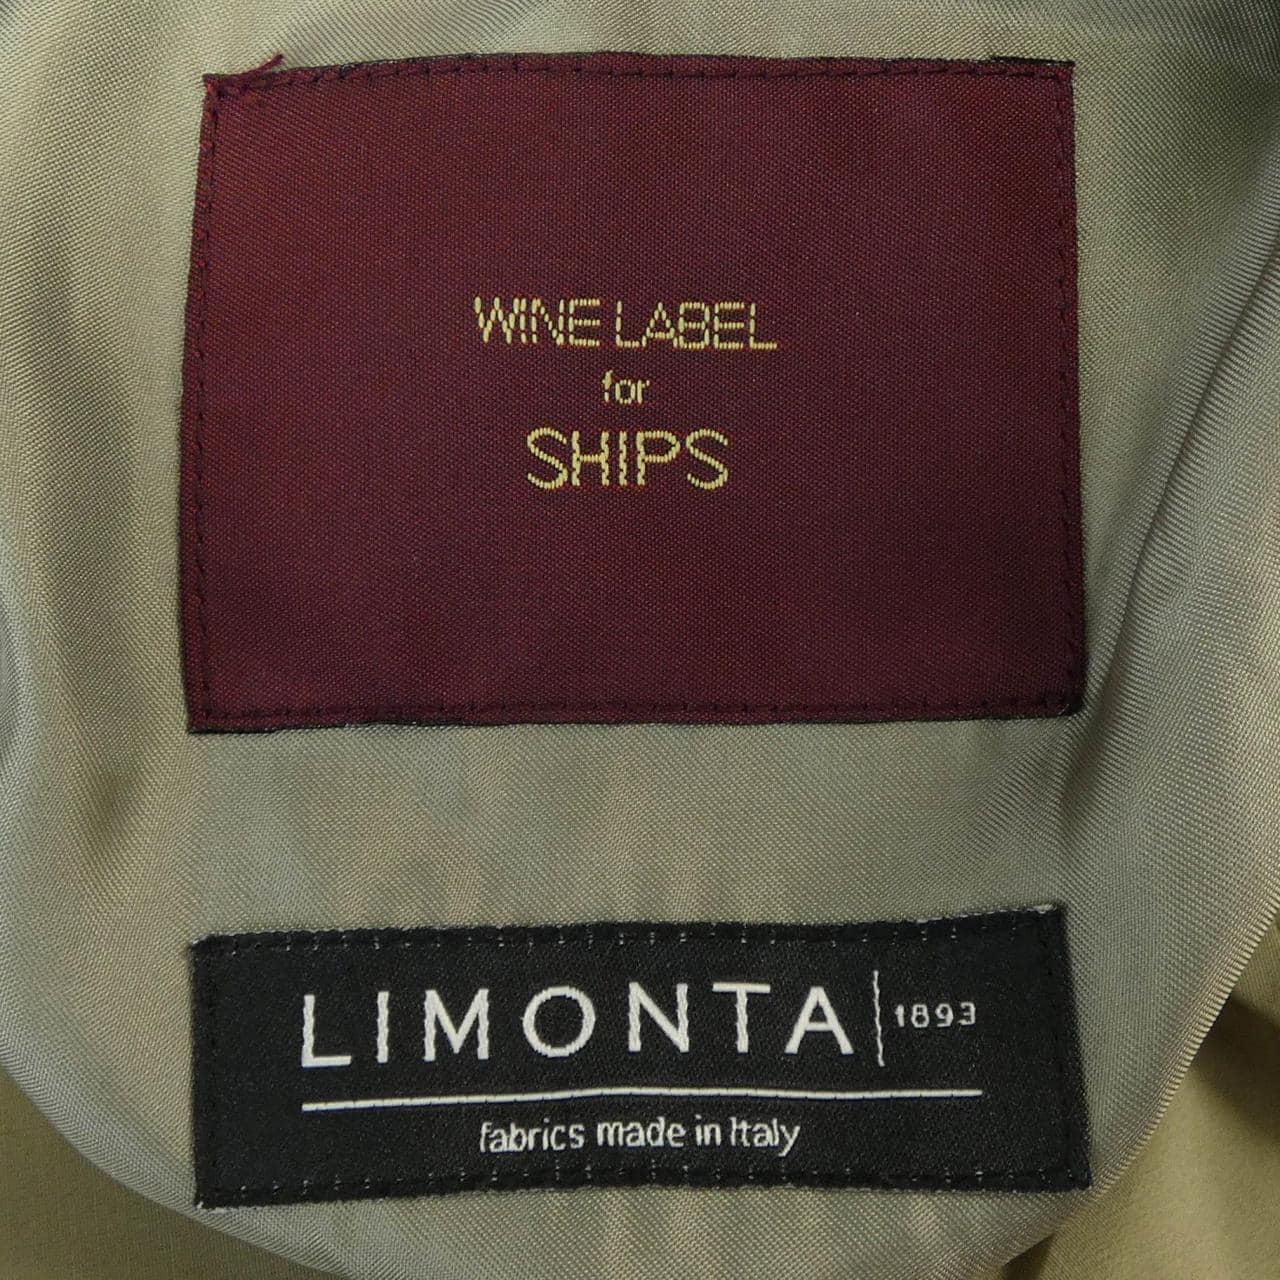 WINE LABEL
for
SHIPS
LIMONTA | 1893
fabrics made in Italy